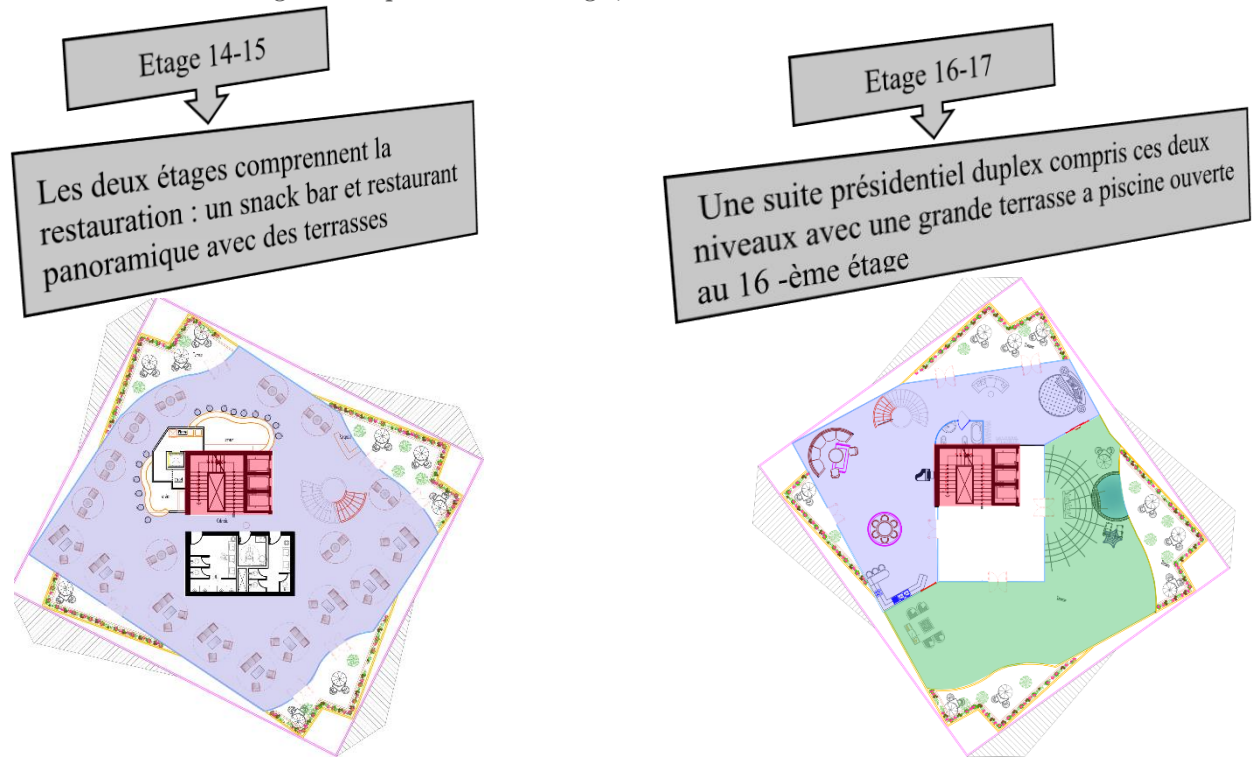 Etage 14-15
Les deux étages comprennent la
restauration : un snack bar et restaurant
panoramique avec des terrasses
Etage 16-17
Une suite présidentiel duplex compris ces deux
niveaux avec une grande terrasse a piscine ouverte
au 16 -ème étage